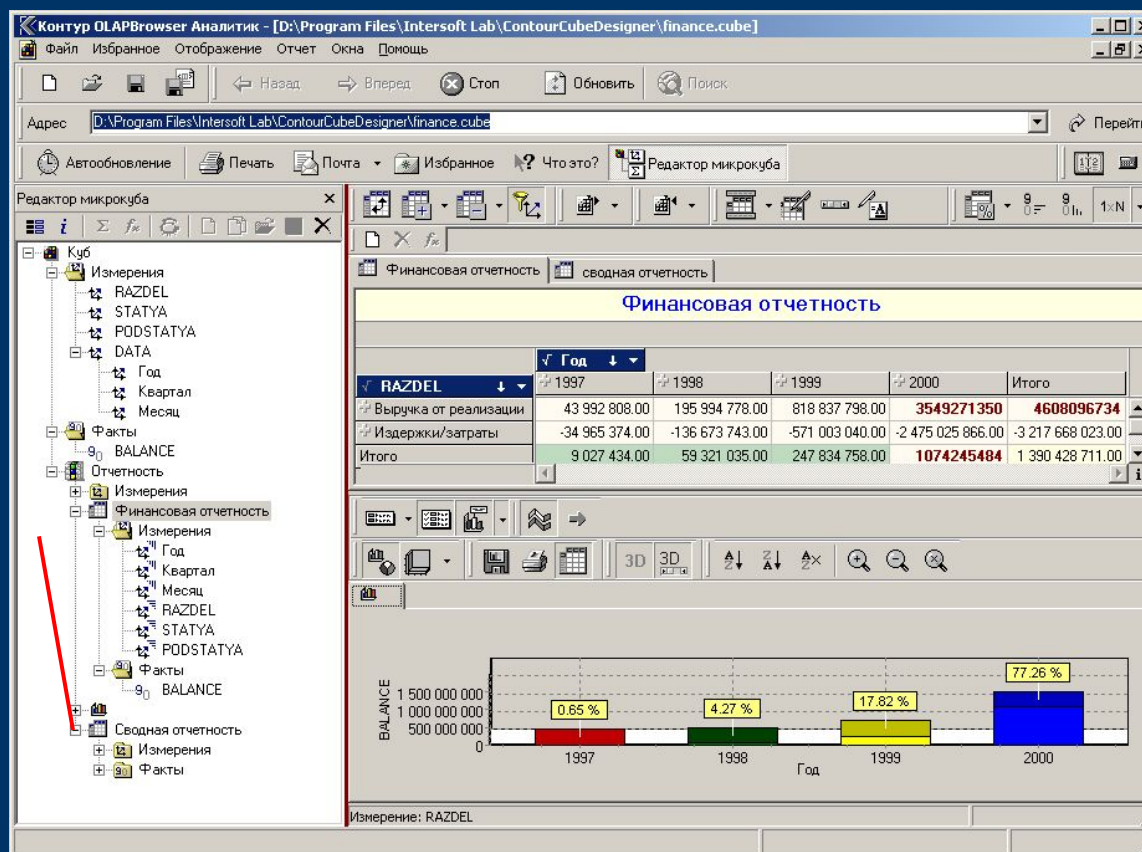 Контур OLAPBrowser Аналитик - [D:\Program Files\Intersoft Lab\ContourCubeDesigner\finance.cube]
Файл Избранное Отображение Отчет Окна Помощь
Назад Вперед Стоп Обновить Поиск
Адрес D:\Program Files\Intersoft Lab\ContourCubeDesigner\finance.cube Перейти
Автообновление Печать Почта Избранное Что это? Редактор микрокуба
Редактор микрокуба
Куб
Измерения
RAZDEL
STATYA
PODSTATYA
DATA
Год
Квартал
Месяц
Факты
BALANCE
Отчетность
Измерения
Финансовая отчетность
Измерения
Год
Квартал
Месяц
RAZDEL
STATYA
PODSTATYA
Факты
BALANCE
Сводная отчетность
Измерения
Факты
1×N
Финансовая отчетность сводная отчетность
Финансовая отчетность
√ Год
√ RAZDEL 1997 1998 1999 2000 Итого
Выручка от реализации 43 992 808.00 195 994 778.00 818 837 798.00 3549271350 4608096734
Издержки/затраты -34 965 374.00 -136 673 743.00 -571 003 040.00 -2 475 025 866.00 -3 217 668 023.00
Итого 9 027 434.00 59 321 035.00 247 834 758.00 1074245484 1 390 428 711.00
3D 3D
BALANCE
1 500 000 000
1 000 000 000
500 000 000
0
0.65 % 4.27 % 17.82 % 77.26 %
1997 1998 1999 2000
Год
Измерение: RAZDEL